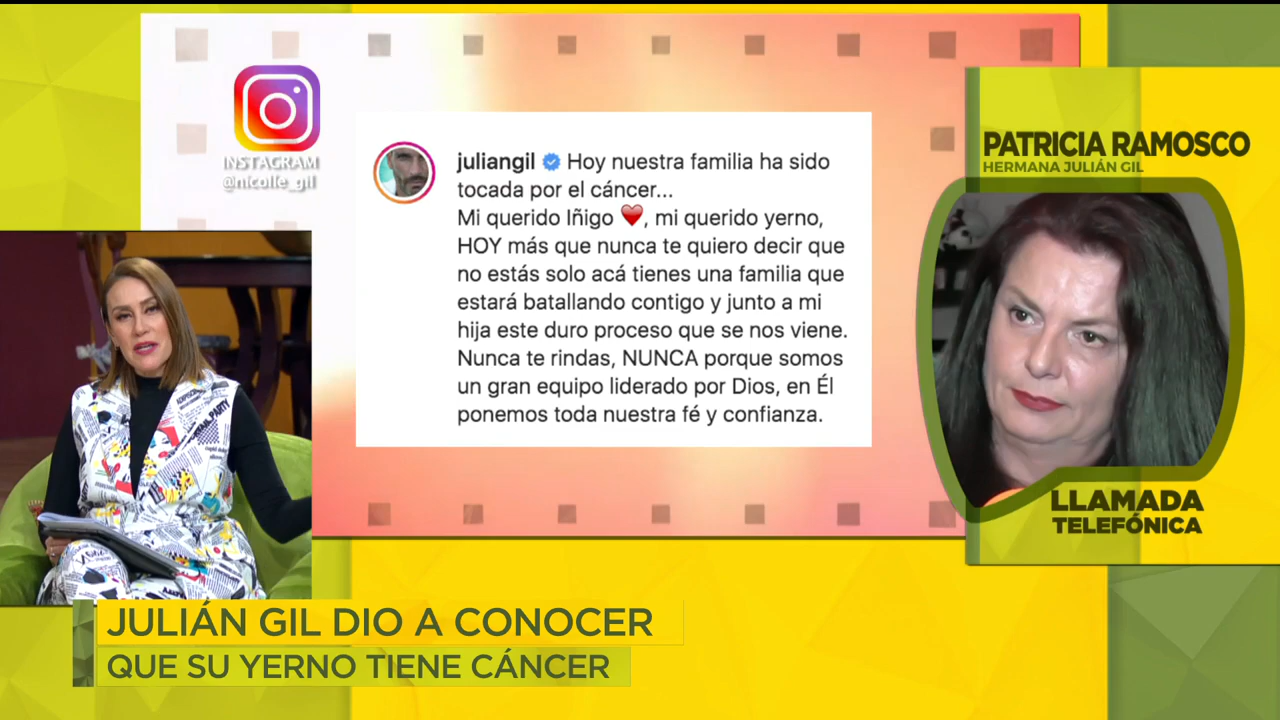 INSTAGRAM
@nicolle_gil
juliangil Hoy nuestra familia ha sido
tocada por el cáncer...
Mi querido Iñigo ❤️, mi querido yerno,
HOY más que nunca te quiero decir que
no estás solo acá tienes una familia que
estará batallando contigo y junto a mi
hija este duro proceso que se nos viene.
Nunca te rindas, NUNCA porque somos
un gran equipo liderado por Dios, en Él
ponemos toda nuestra fé y confianza.
PATRICIA RAMOSCO
HERMANA JULIÁN GIL
LLAMADA
TELEFÓNICA
PARTY
JULIÁN GIL DIO A CONOCER
QUE SU YERNO TIENE CÁNCER